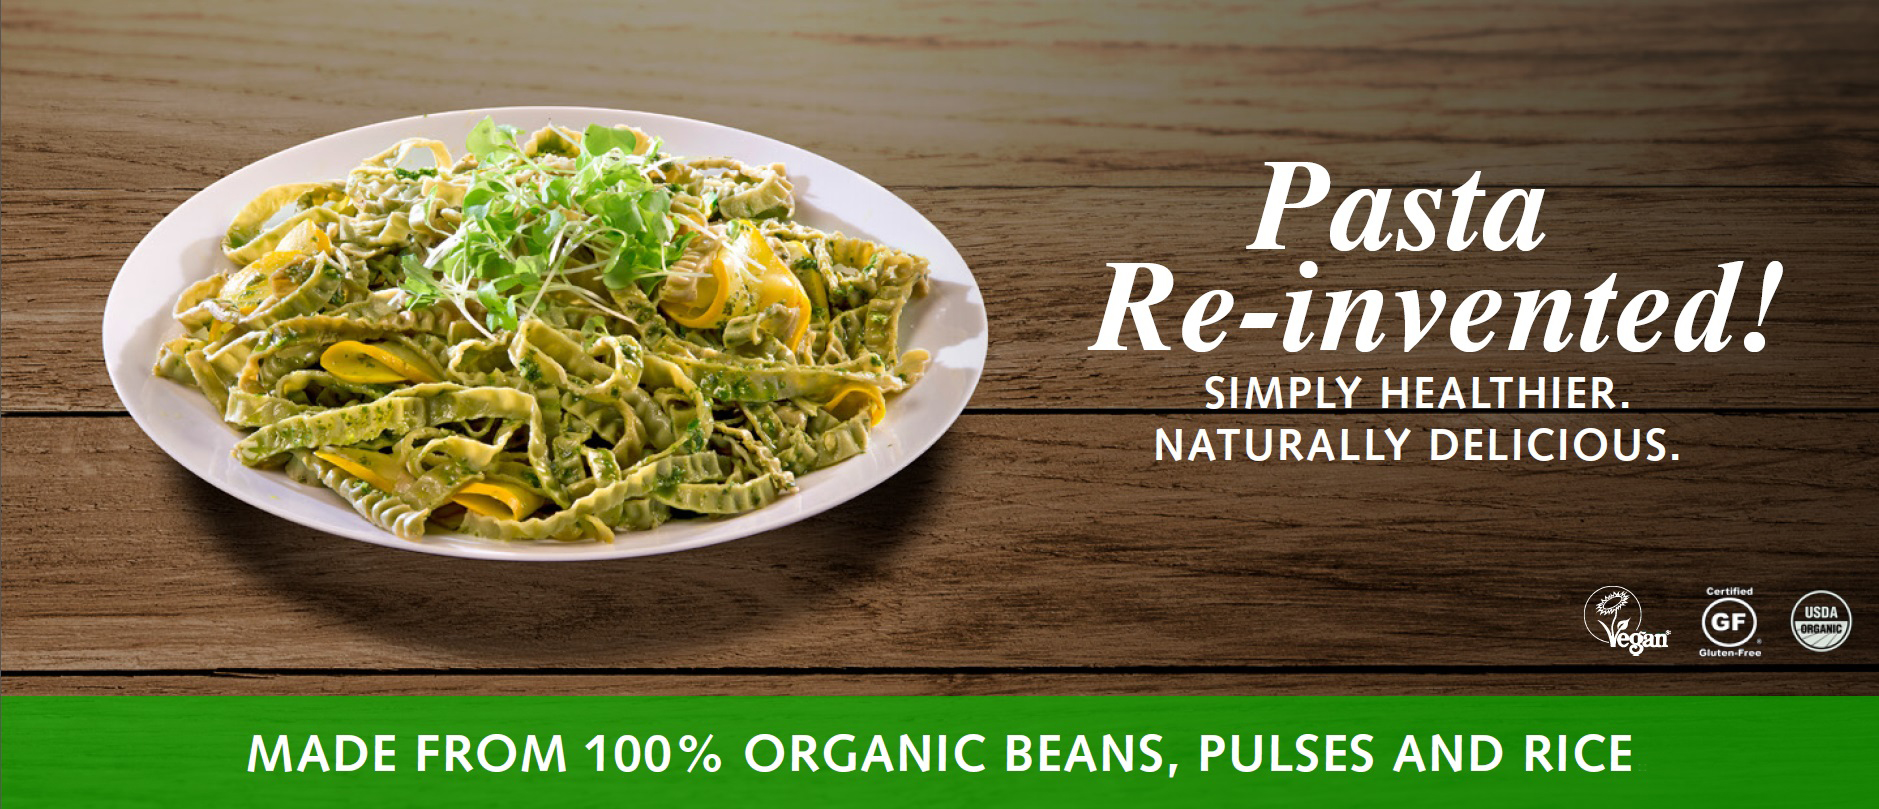 Pasta
Re-invented!
SIMPLY HEALTHIER.
NATURALLY DELICIOUS.
Vegan
Certified
GF
Gluten-Free
USDA
ORGANIC
MADE FROM 100% ORGANIC BEANS, PULSES AND RICE